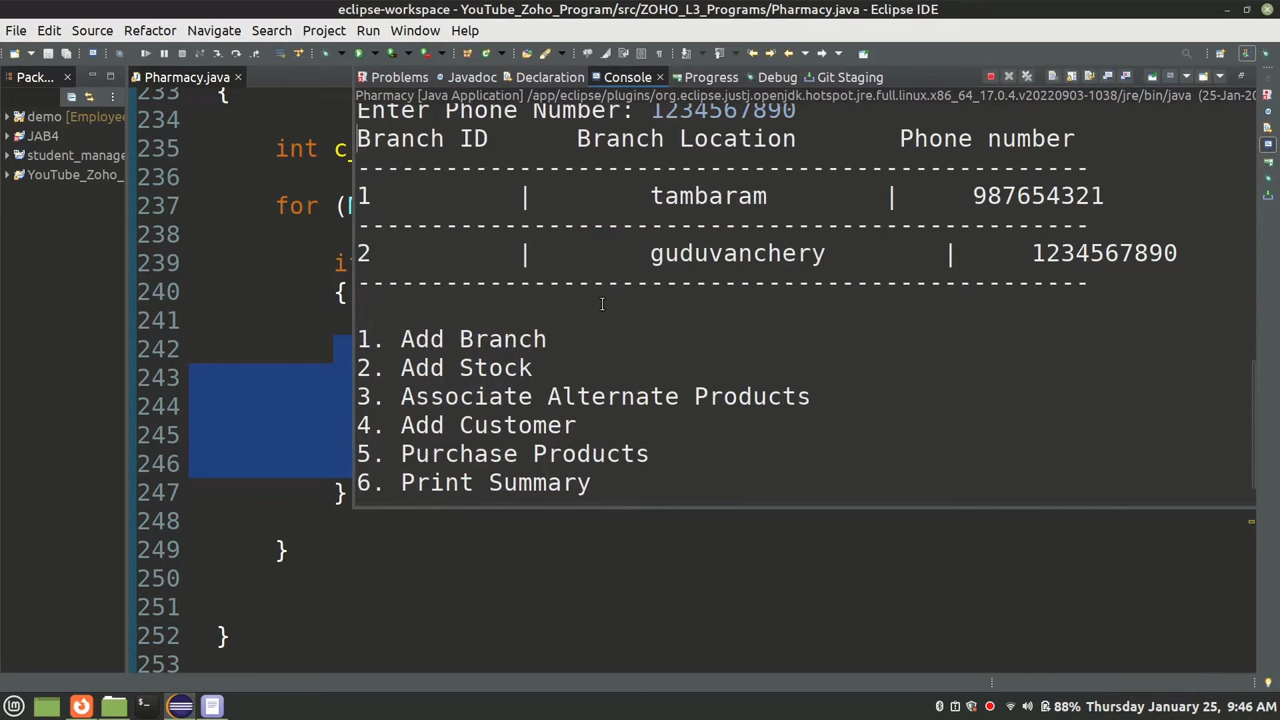 eclipse-workspace - YouTube_Zoho_Program/src/ZOHO_L3_Programs/Pharmacy.java - Eclipse IDE
File Edit Source Refactor Navigate Search Project Run Window Help
Pack...
Pharmacy.java
Problems Javadoc Declaration Console Progress Debug Git Staging
Pharmacy [Java Application] /app/eclipse/plugins/org.eclipse.justj.openjdk.hotspot.jre.full.linux.x86_64_17.0.4.v20220903-1038/jre/bin/java (25-Jan-20
demo [Employee
JAB4
student_manage
YouTube_Zoho_
233 {
234
235 int c_
236
237 for (
238
239 if
240 {
241
242
243
244
245
246
247 }
248
249 }
250
251
252 }
253
Enter Phone Number: 1234567890
Branch ID Branch Location Phone number
---------------------------------------------------
1 | tambaram | 987654321
---------------------------------------------------
2 | guduvanchery | 1234567890
---------------------------------------------------
1. Add Branch
2. Add Stock
3. Associate Alternate Products
4. Add Customer
5. Purchase Products
6. Print Summary
88% Thursday January 25, 9:46 AM